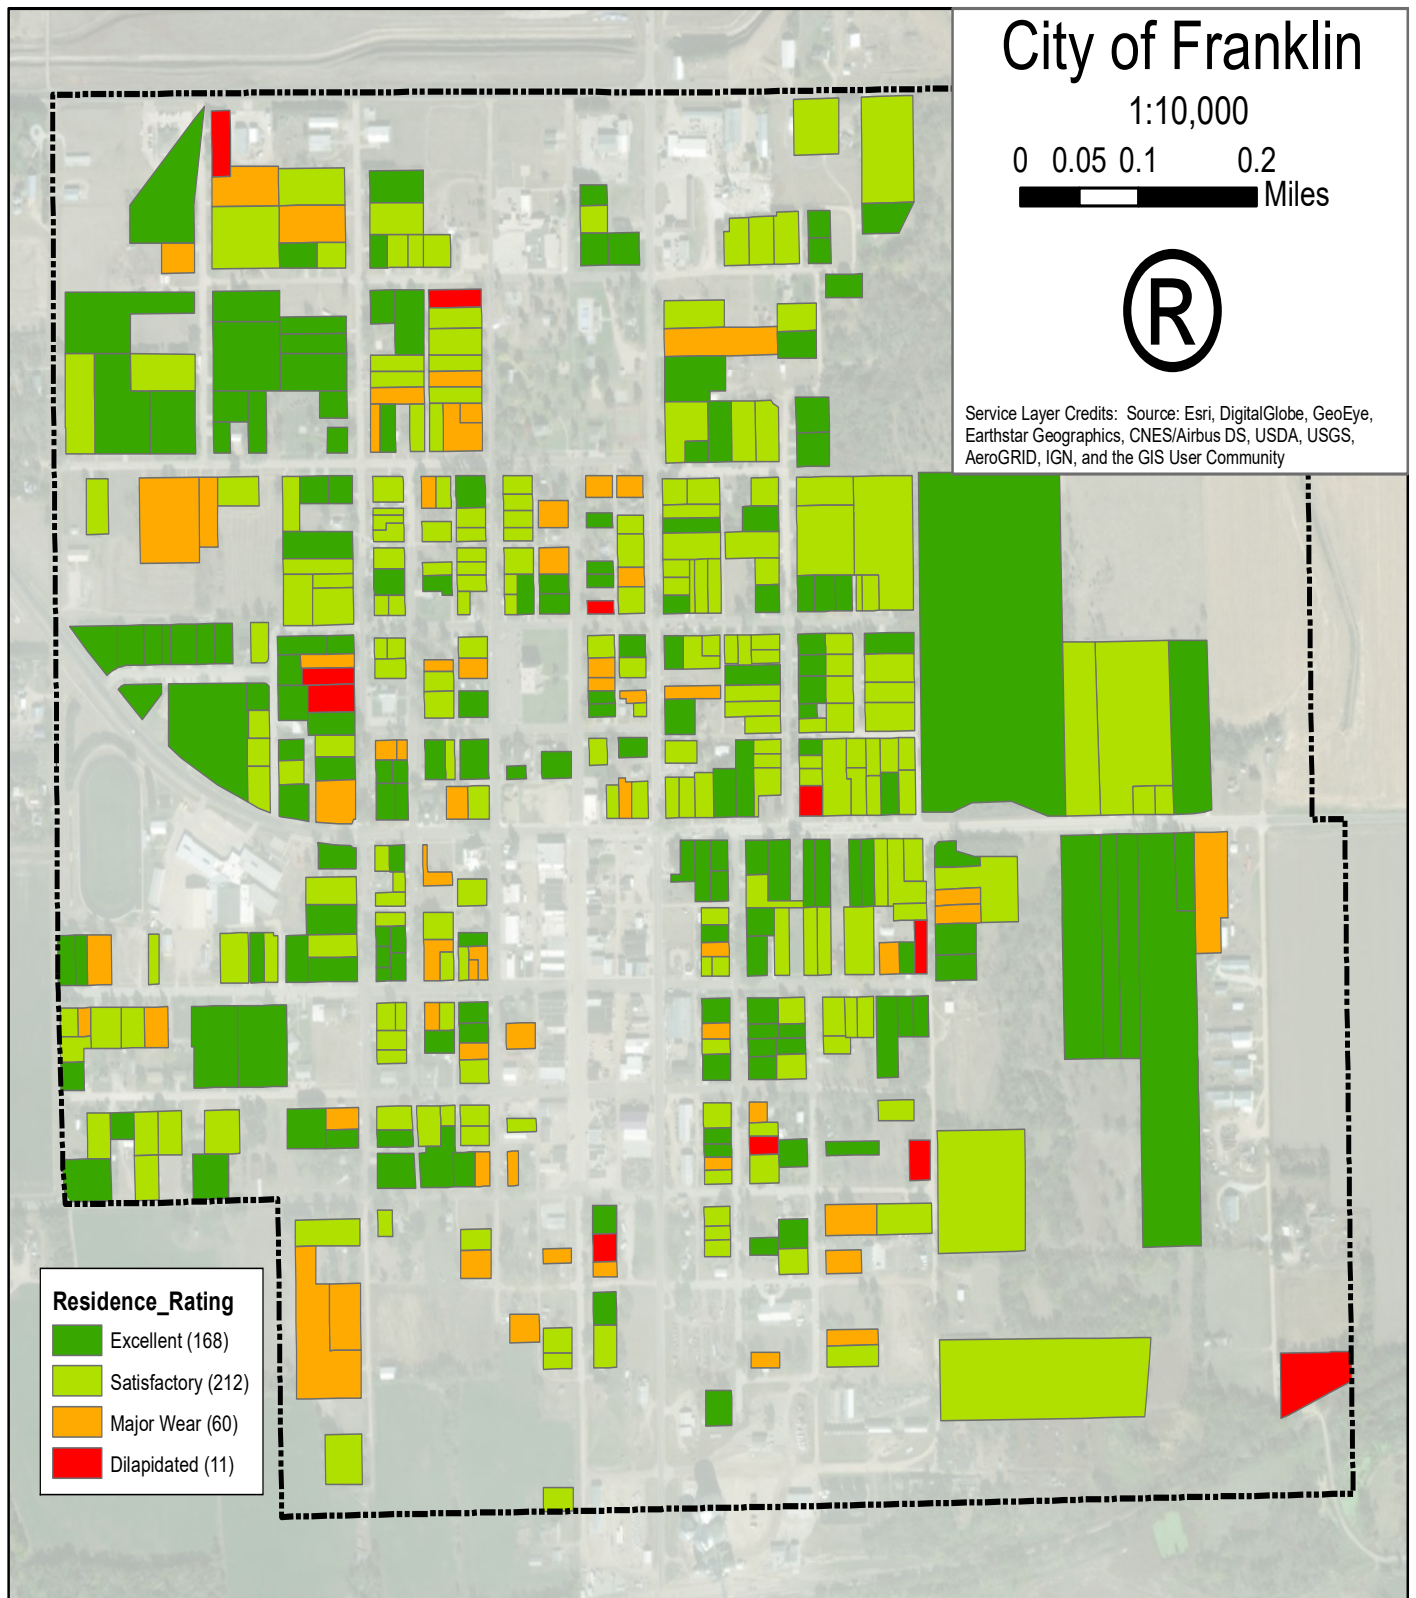 City of Franklin
1:10,000
0 0.05 0.1 0.2
Miles
®
Service Layer Credits: Source: Esri, DigitalGlobe, GeoEye,
Earthstar Geographics, CNES/Airbus DS, USDA, USGS,
AeroGRID, IGN, and the GIS User Community
Residence_Rating
Excellent (168)
Satisfactory (212)
Major Wear (60)
Dilapidated (11)